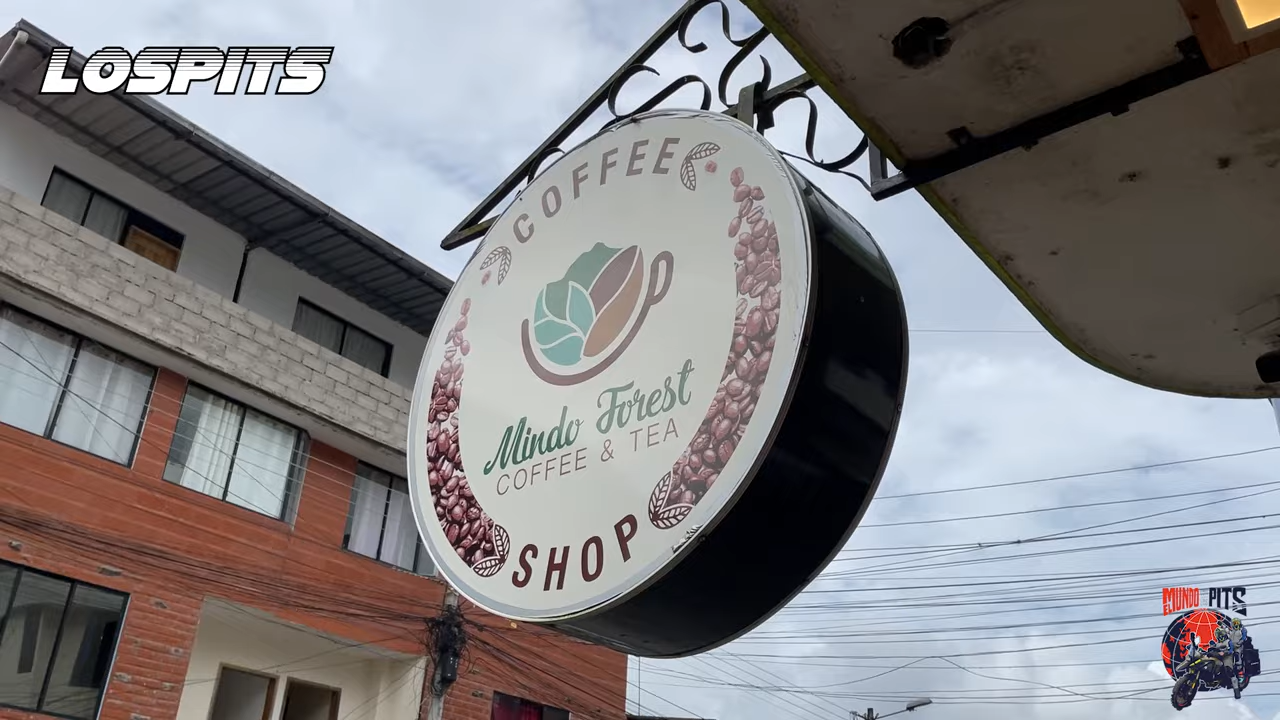 LOSPITS
COFFEE
Mindo Forest
COFFEE & TEA
SHOP
MUNDO PITS